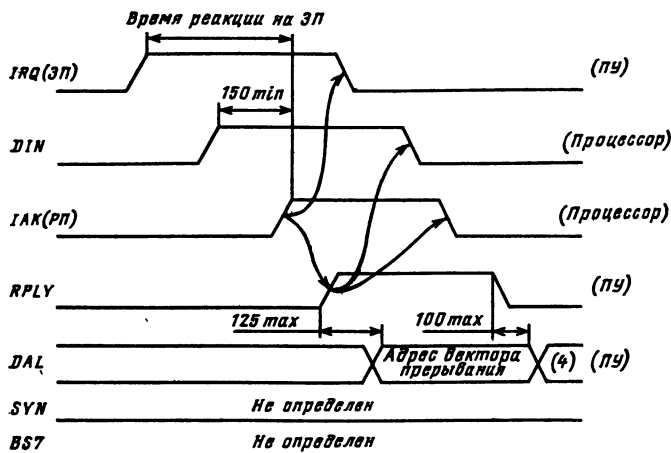 Время реакции на ЗП
IRQ(ЗП) (ПУ)
150 min
DIN (Процессор)
IAK(РП) (Процессор)
RPLY (ПУ)
125 max 100 max
DAL Адрес вектора прерывания (4) (ПУ)
SYN Не определен
BS7 Не определен